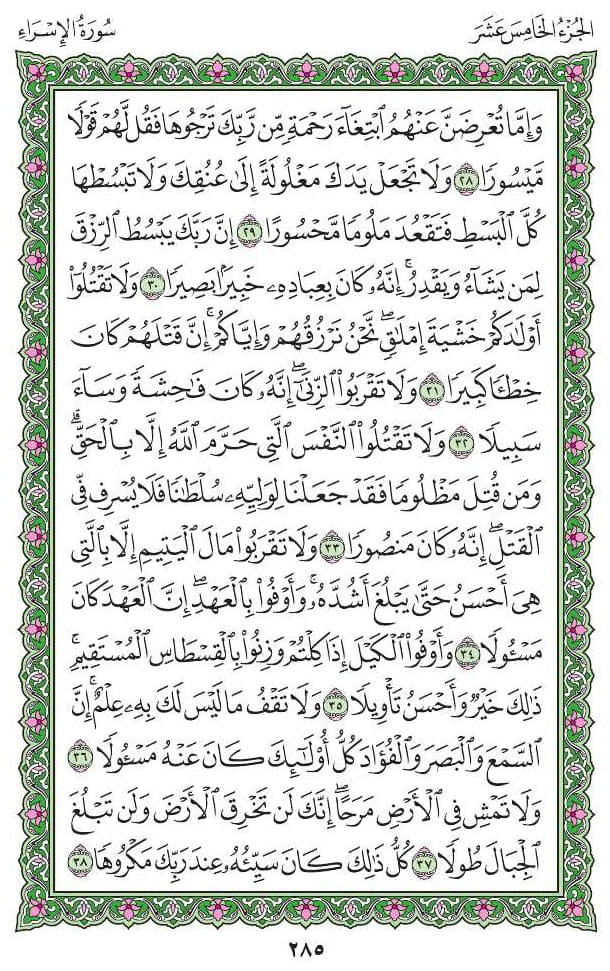 الجُزْءُ الخَامِسَ عَشَرَ
سُورَةُ الإِسْرَاءِ
وَإِمَّا تُعْرِضَنَّ عَنْهُمُ ٱبْتِغَآءَ رَحْمَةٍ مِّن رَّبِّكَ تَرْجُوهَا فَقُل لَّهُمْ قَوْلًا
مَّيْسُورًا ٢٨ وَلَا تَجْعَلْ يَدَكَ مَغْلُولَةً إِلَىٰ عُنُقِكَ وَلَا تَبْسُطْهَا
كُلَّ ٱلْبَسْطِ فَتَقْعُدَ مَلُومًا مَّحْسُورًا ٢٩ إِنَّ رَبَّكَ يَبْسُطُ ٱلرِّزْقَ
لِمَن يَشَآءُ وَيَقْدِرُ ۚ إِنَّهُۥ كَانَ بِعِبَادِهِۦ خَبِيرًۢا بَصِيرًا ٣٠ وَلَا تَقْتُلُوٓا۟
أَوْلَـٰدَكُمْ خَشْيَةَ إِمْلَـٰقٍ ۖ نَّحْنُ نَرْزُقُهُمْ وَإِيَّاكُمْ ۚ إِنَّ قَتْلَهُمْ كَانَ
خِطْـًٔا كَبِيرًا ٣١ وَلَا تَقْرَبُوا۟ ٱلزِّنَىٰٓ ۖ إِنَّهُۥ كَانَ فَـٰحِشَةً وَسَآءَ
سَبِيلًا ٣٢ وَلَا تَقْتُلُوا۟ ٱلنَّفْسَ ٱلَّتِى حَرَّمَ ٱللَّهُ إِلَّا بِٱلْحَقِّ ۗ
وَمَن قُتِلَ مَظْلُومًا فَقَدْ جَعَلْنَا لِوَلِيِّهِۦ سُلْطَـٰنًا فَلَا يُسْرِف فِّى
ٱلْقَتْلِ ۖ إِنَّهُۥ كَانَ مَنصُورًا ٣٣ وَلَا تَقْرَبُوا۟ مَالَ ٱلْيَتِيمِ إِلَّا بِٱلَّتِى
هِىَ أَحْسَنُ حَتَّىٰ يَبْلُغَ أَشُدَّهُۥ ۚ وَأَوْفُوا۟ بِٱلْعَهْدِ ۖ إِنَّ ٱلْعَهْدَ كَانَ
مَسْـُٔولًا ٣٤ وَأَوْفُوا۟ ٱلْكَيْلَ إِذَا كِلْتُمْ وَزِنُوا۟ بِٱلْقِسْطَاسِ ٱلْمُسْتَقِيمِ ۚ
ذَٰلِكَ خَيْرٌ وَأَحْسَنُ تَأْوِيلًا ٣٥ وَلَا تَقْفُ مَا لَيْسَ لَكَ بِهِۦ عِلْمٌ ۚ إِنَّ
ٱلسَّمْعَ وَٱلْبَصَرَ وَٱلْفُؤَادَ كُلُّ أُو۟لَـٰٓئِكَ كَانَ عَنْهُ مَسْـُٔولًا ٣٦
وَلَا تَمْشِ فِى ٱلْأَرْضِ مَرَحًا ۖ إِنَّكَ لَن تَخْرِقَ ٱلْأَرْضَ وَلَن تَبْلُغَ
ٱلْجِبَالَ طُولًا ٣٧ كُلُّ ذَٰلِكَ كَانَ سَيِّئُهُۥ عِندَ رَبِّكَ مَكْرُوهًا ٣٨
٢٨٥